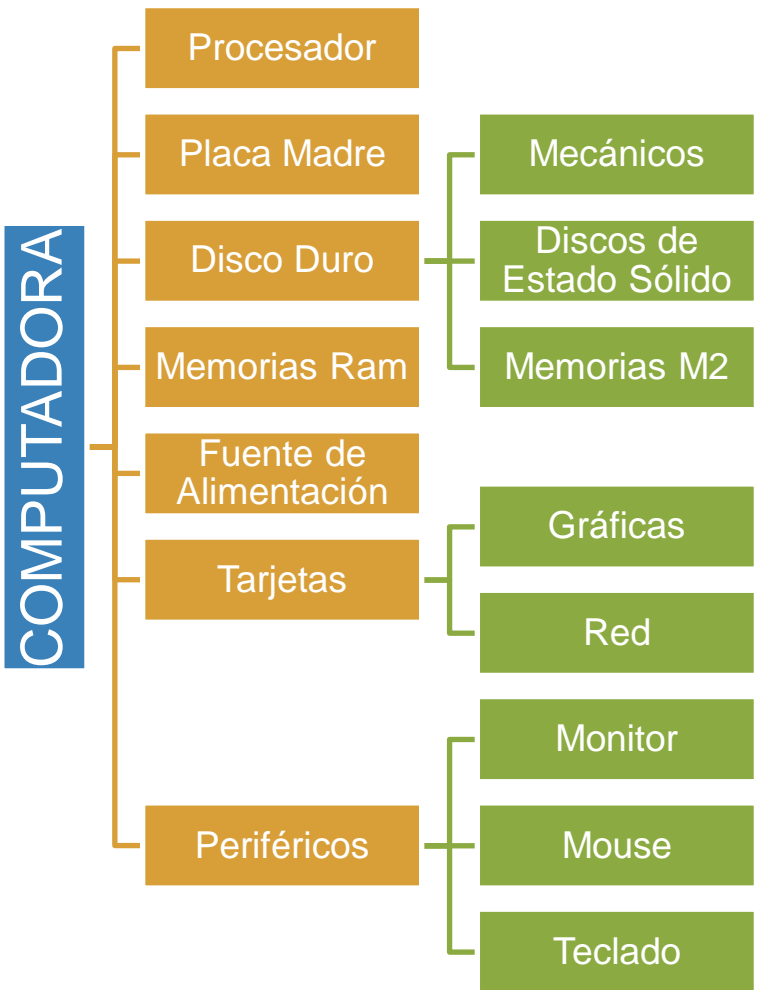 COMPUTADORA
Procesador
Placa Madre
Disco Duro
Mecánicos
Discos de
Estado Sólido
Memorias M2
Memorias Ram
Fuente de
Alimentación
Tarjetas
Gráficas
Red
Periféricos
Monitor
Mouse
Teclado